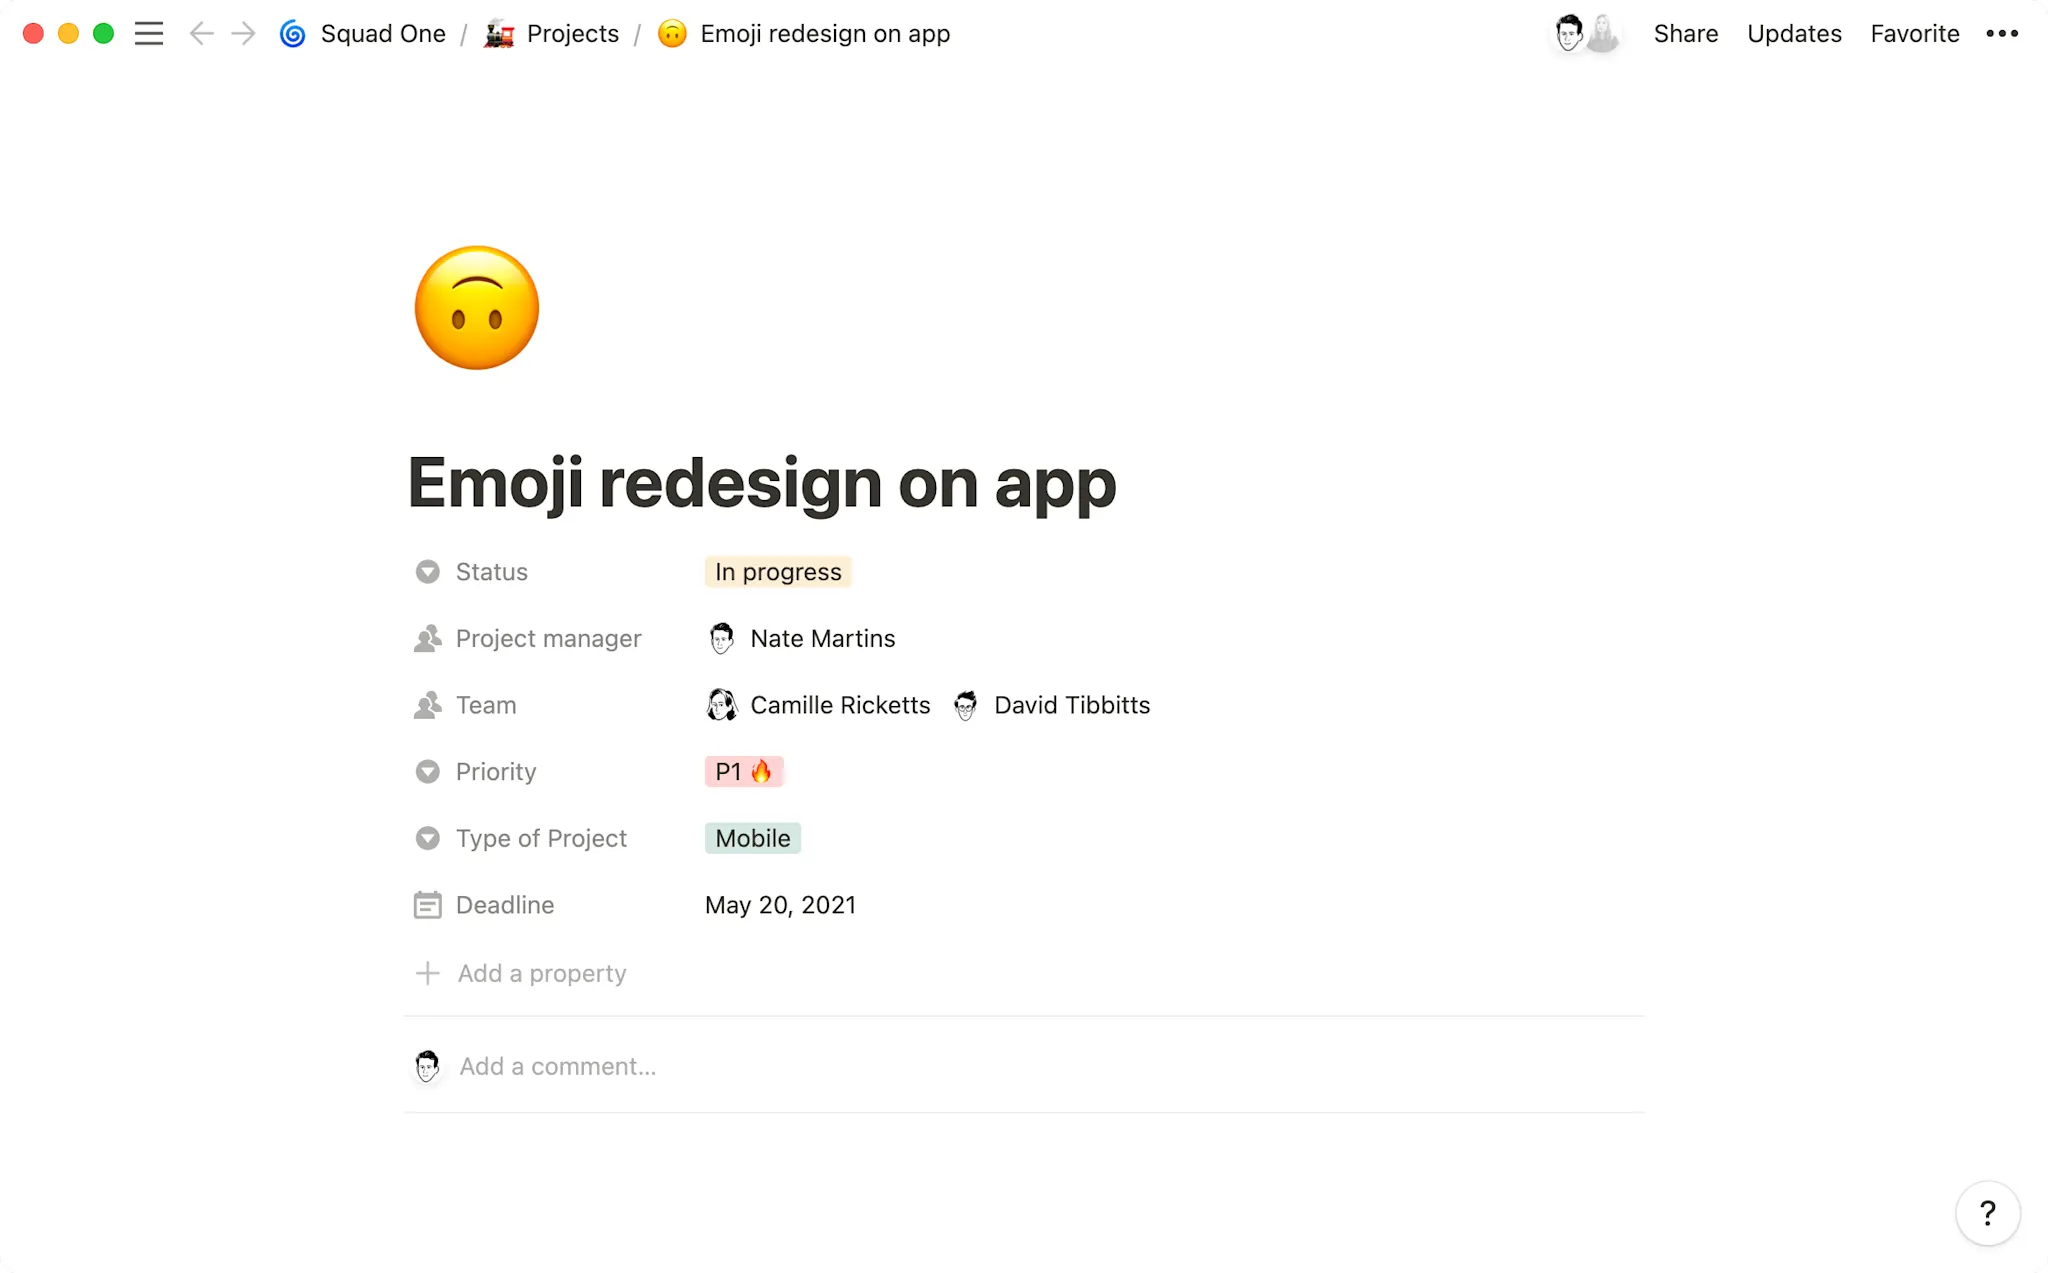 Squad One / Projects / Emoji redesign on app Share Updates Favorite •••
Emoji redesign on app
Status In progress
Project manager Nate Martins
Team Camille Ricketts David Tibbitts
Priority P1 🔥
Type of Project Mobile
Deadline May 20, 2021
Add a property
Add a comment...
?